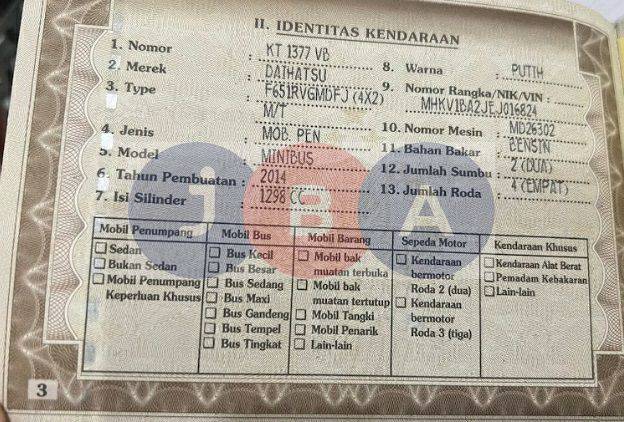 II. IDENTITAS KENDARAAN
1. Nomor : KT 1377 VB
2. Merek : DAIHATSU
3. Type : F651RVGMDFJ (4X2)
M/T
4. Jenis : MOB. PEN
5. Model : MINIBUS
6. Tahun Pembuatan : 2014
7. Isi Silinder : 1298 CC
8. Warna : PUTIH
9. Nomor Rangka/NIK/VIN :
MHKV1BA2JEJ016824
10. Nomor Mesin : MD26302
11. Bahan Bakar : BENSIN
12. Jumlah Sumbu : 2 (DUA)
13. Jumlah Roda : 4 (EMPAT)
JBA
Mobil Penumpang
Sedan
Bukan Sedan
Mobil Penumpang
Keperluan Khusus
Mobil Bus
Bus Kecil
Bus Besar
Bus Sedang
Bus Maxi
Bus Gandeng
Bus Tempel
Bus Tingkat
Mobil Barang
Mobil bak
muatan terbuka
Mobil bak
muatan tertutup
Mobil Tangki
Mobil Penarik
Lain-lain
Sepeda Motor
Kendaraan
bermotor
Roda 2 (dua)
Kendaraan
bermotor
Roda 3 (tiga)
Kendaraan Khusus
Kendaraan Alat Berat
Pemadam Kebakaran
Lain-lain
3